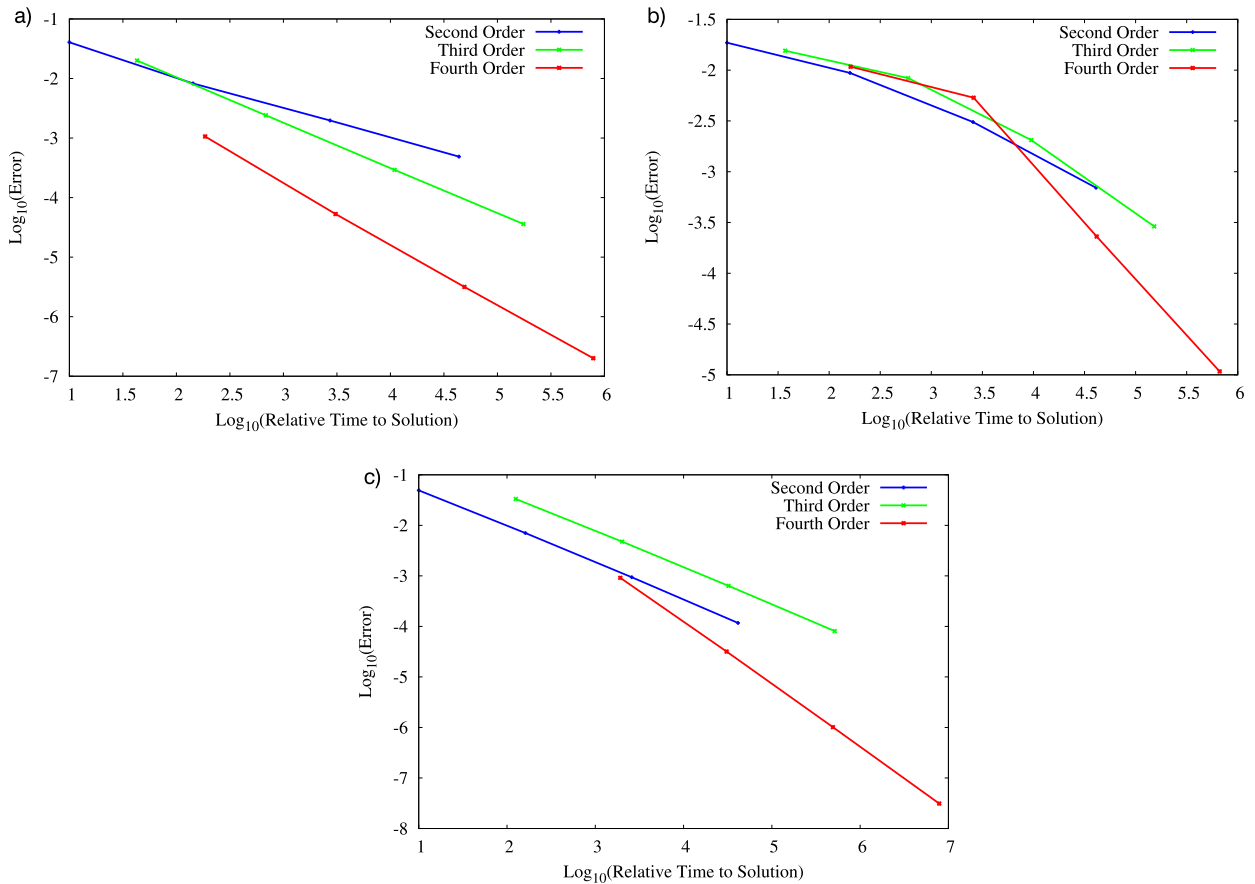 a)
Second Order
Third Order
Fourth Order
-1
-2
-3
-4
-5
-6
-7
1 1.5 2 2.5 3 3.5 4 4.5 5 5.5 6
Log10(Error)
Log10(Relative Time to Solution)
b)
Second Order
Third Order
Fourth Order
-1.5
-2
-2.5
-3
-3.5
-4
-4.5
-5
1 1.5 2 2.5 3 3.5 4 4.5 5 5.5 6
Log10(Error)
Log10(Relative Time to Solution)
c)
Second Order
Third Order
Fourth Order
-1
-2
-3
-4
-5
-6
-7
-8
1 2 3 4 5 6 7
Log10(Error)
Log10(Relative Time to Solution)